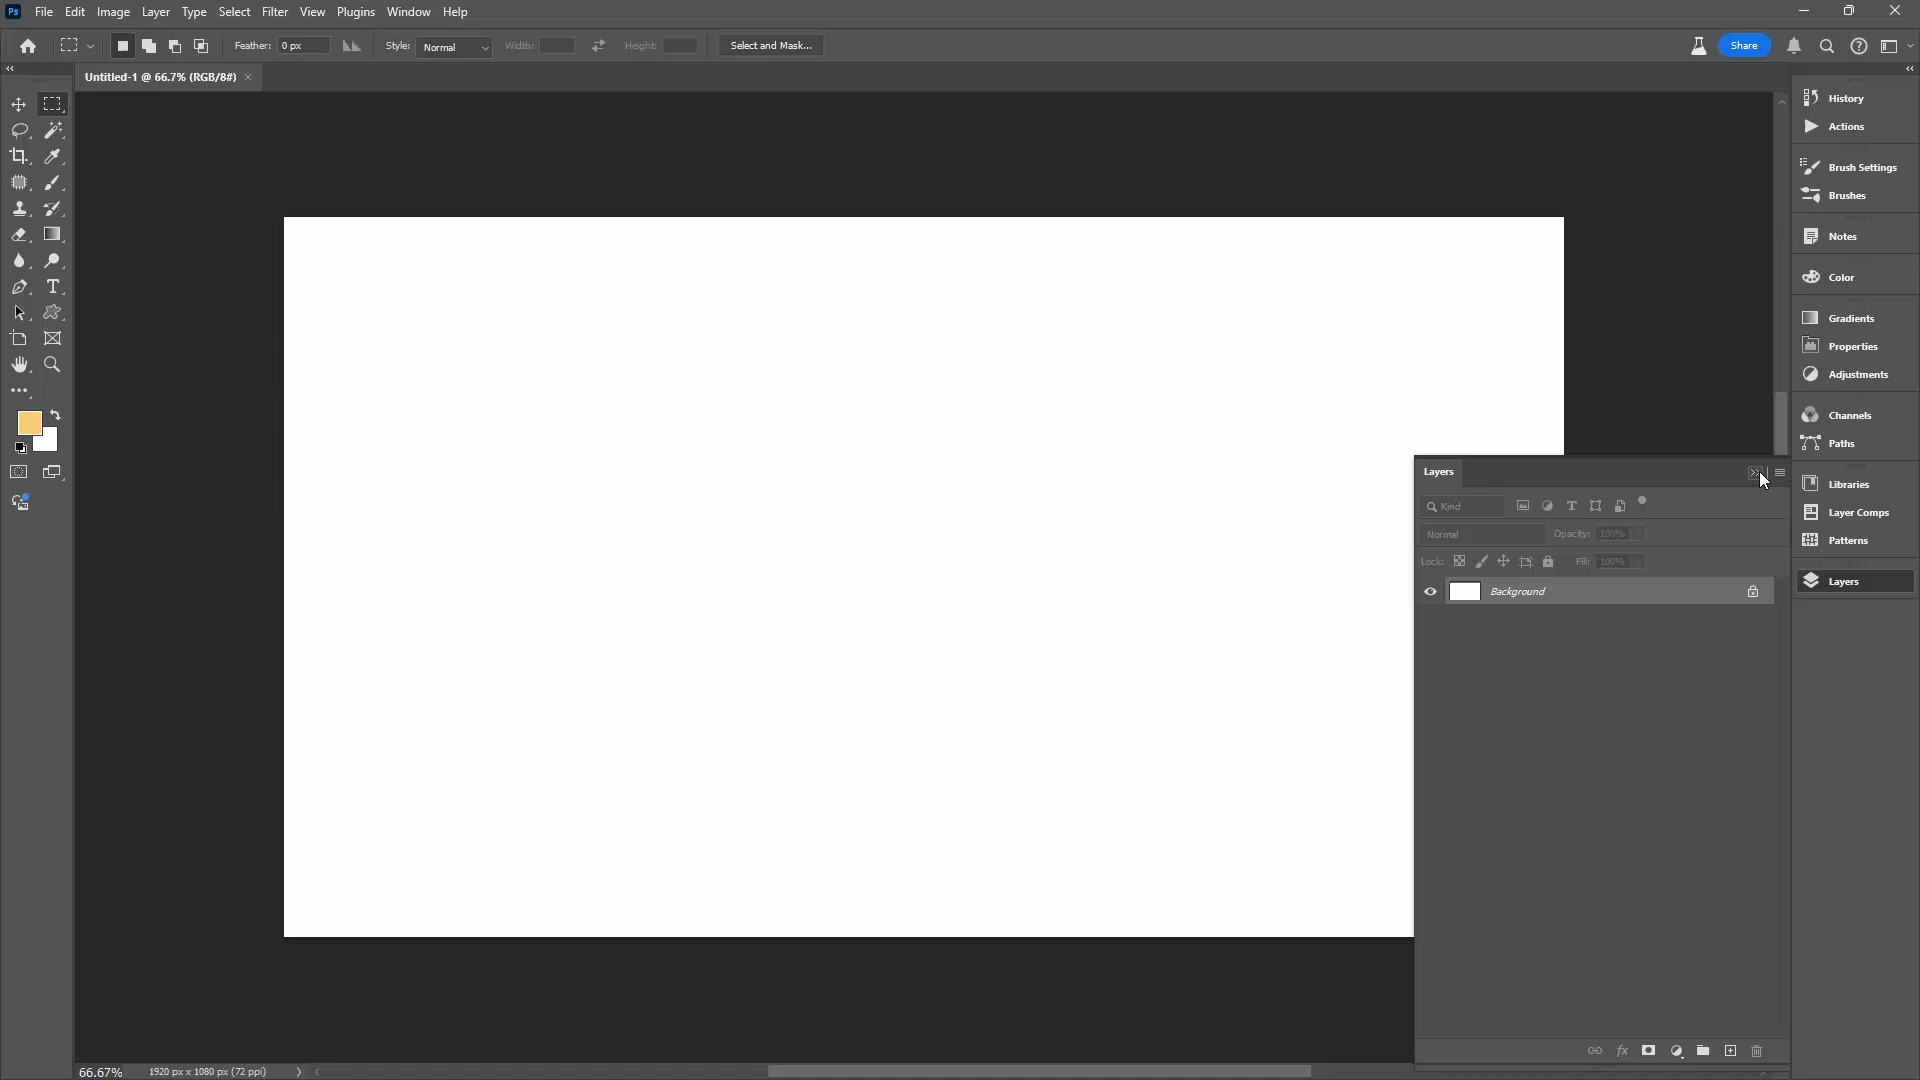 Ps File Edit Image Layer Type Select Filter View Plugins Window Help
Feather: 0 px Style: Normal Width: Height: Select and Mask... Share
Untitled-1 @ 66.7% (RGB/8#)
History
Actions
Brush Settings
Brushes
Notes
Color
Gradients
Properties
Adjustments
Channels
Paths
Libraries
Layer Comps
Patterns
Layers
Layers
Kind
Normal Opacity: 100%
Lock: Fill: 100%
Background
fx
66.67% 1920 px x 1080 px (72 ppi)